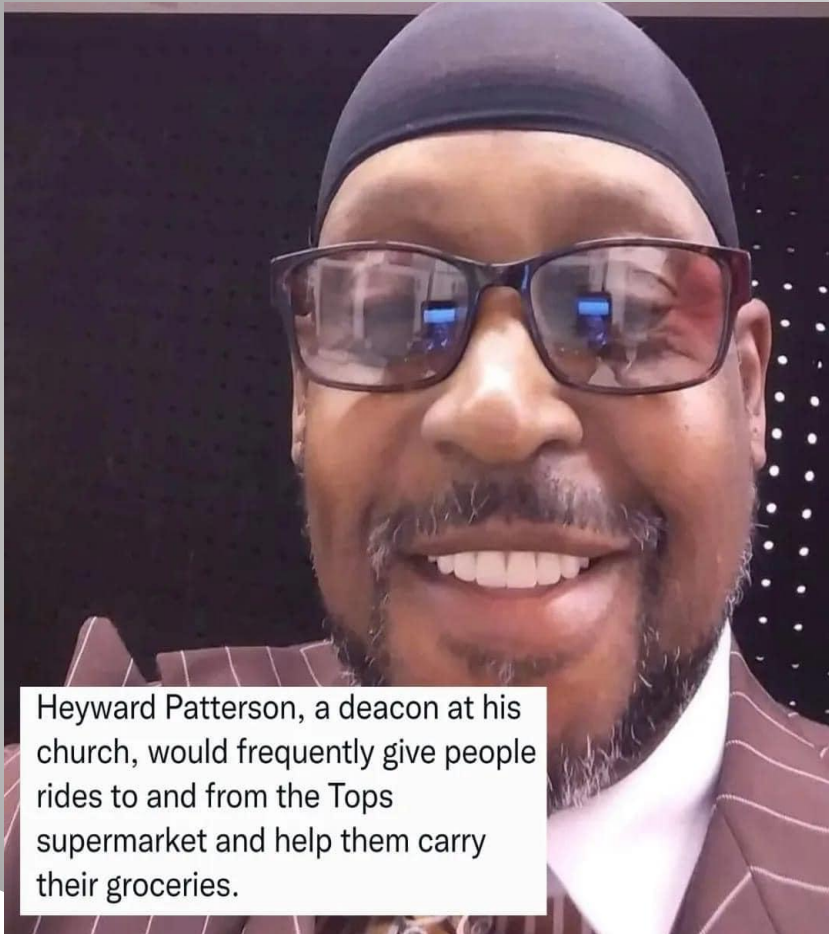 Heyward Patterson, a deacon at his
church, would frequently give people
rides to and from the Tops
supermarket and help them carry
their groceries.